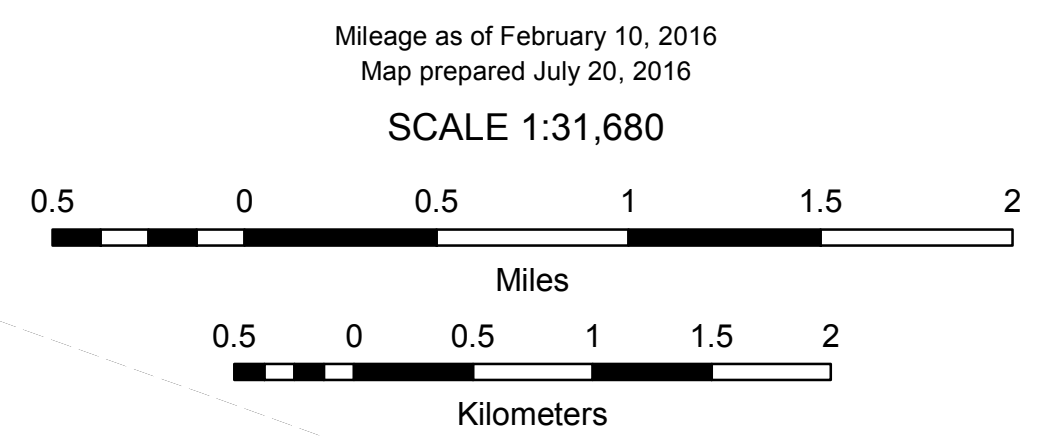 Mileage as of February 10, 2016
Map prepared July 20, 2016
SCALE 1:31,680
0.5 0 0.5 1 1.5 2
Miles
0.5 0 0.5 1 1.5 2
Kilometers